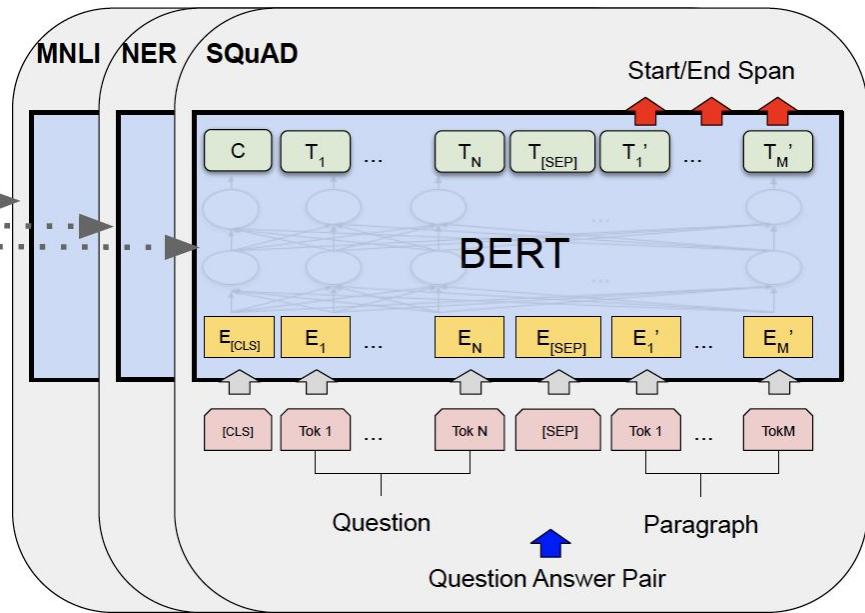 MNLI NER SQuAD
Start/End Span
C T1 ... TN T[SEP] T1’ ... TM’
...
BERT
...
E[CLS] E1 ... EN E[SEP] E1’ ... EM’
[CLS] Tok 1 ... Tok N [SEP] Tok 1 ... TokM
Question Paragraph
Question Answer Pair